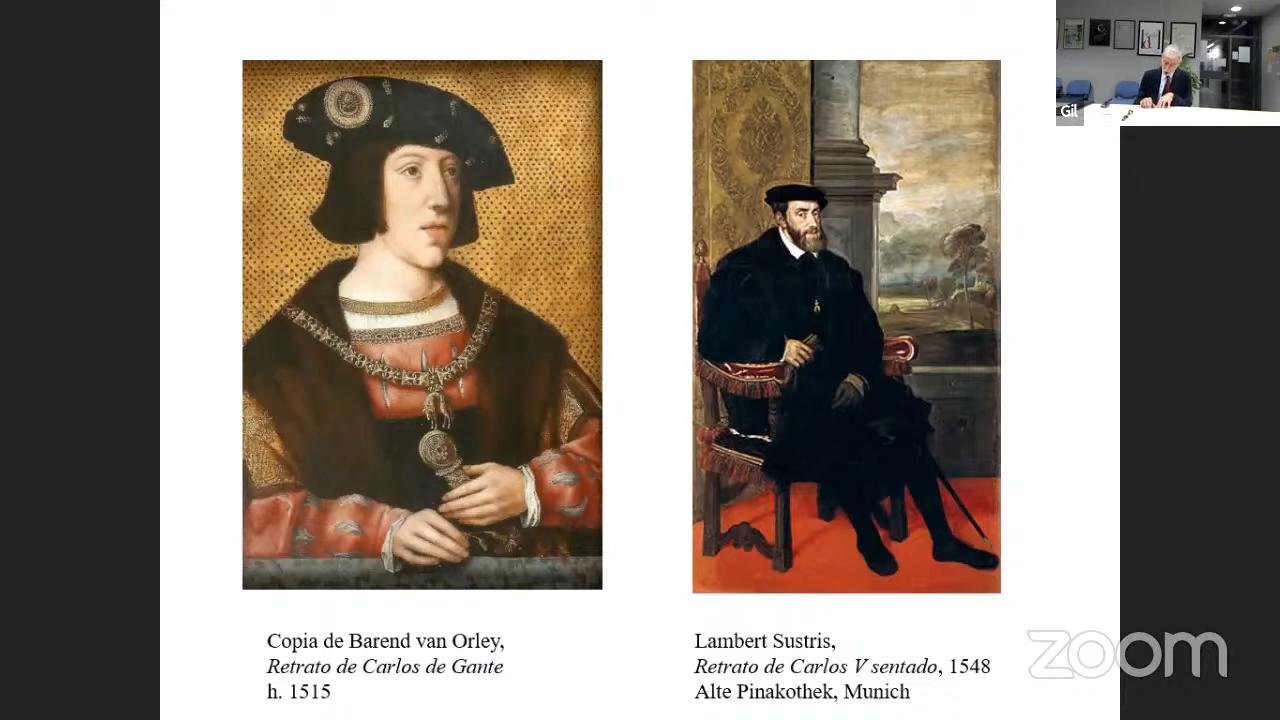 Gil
Copia de Barend van Orley,
Retrato de Carlos de Gante
h. 1515
Lambert Sustris,
Retrato de Carlos V sentado, 1548
Alte Pinakothek, Munich
zoom